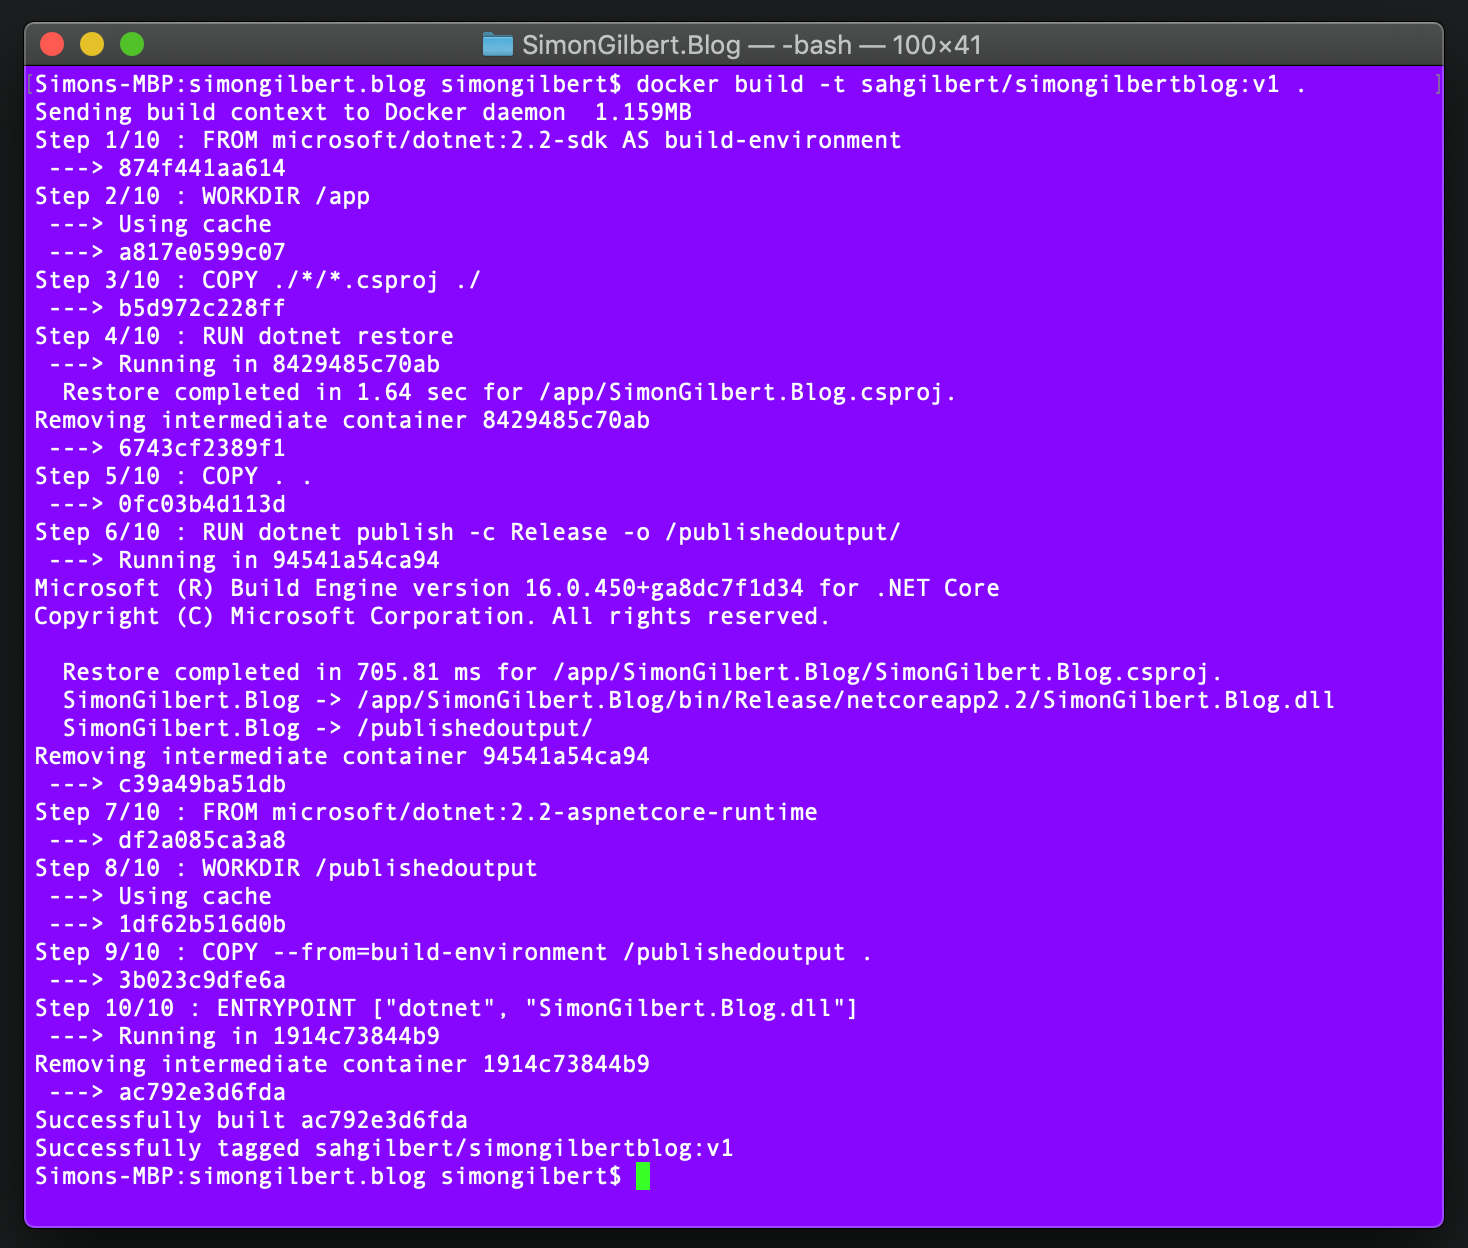 SimonGilbert.Blog — -bash — 100×41
Simons-MBP:simongilbert.blog simongilbert$ docker build -t sahgilbert/simongilbertblog:v1 .
Sending build context to Docker daemon  1.159MB
Step 1/10 : FROM microsoft/dotnet:2.2-sdk AS build-environment
 ---> 874f441aa614
Step 2/10 : WORKDIR /app
 ---> Using cache
 ---> a817e0599c07
Step 3/10 : COPY ./*/*.csproj ./
 ---> b5d972c228ff
Step 4/10 : RUN dotnet restore
 ---> Running in 8429485c70ab
  Restore completed in 1.64 sec for /app/SimonGilbert.Blog.csproj.
Removing intermediate container 8429485c70ab
 ---> 6743cf2389f1
Step 5/10 : COPY . .
 ---> 0fc03b4d113d
Step 6/10 : RUN dotnet publish -c Release -o /publishedoutput/
 ---> Running in 94541a54ca94
Microsoft (R) Build Engine version 16.0.450+ga8dc7f1d34 for .NET Core
Copyright (C) Microsoft Corporation. All rights reserved.

  Restore completed in 705.81 ms for /app/SimonGilbert.Blog/SimonGilbert.Blog.csproj.
  SimonGilbert.Blog -> /app/SimonGilbert.Blog/bin/Release/netcoreapp2.2/SimonGilbert.Blog.dll
  SimonGilbert.Blog -> /publishedoutput/
Removing intermediate container 94541a54ca94
 ---> c39a49ba51db
Step 7/10 : FROM microsoft/dotnet:2.2-aspnetcore-runtime
 ---> df2a085ca3a8
Step 8/10 : WORKDIR /publishedoutput
 ---> Using cache
 ---> 1df62b516d0b
Step 9/10 : COPY --from=build-environment /publishedoutput .
 ---> 3b023c9dfe6a
Step 10/10 : ENTRYPOINT ["dotnet", "SimonGilbert.Blog.dll"]
 ---> Running in 1914c73844b9
Removing intermediate container 1914c73844b9
 ---> ac792e3d6fda
Successfully built ac792e3d6fda
Successfully tagged sahgilbert/simongilbertblog:v1
Simons-MBP:simongilbert.blog simongilbert$